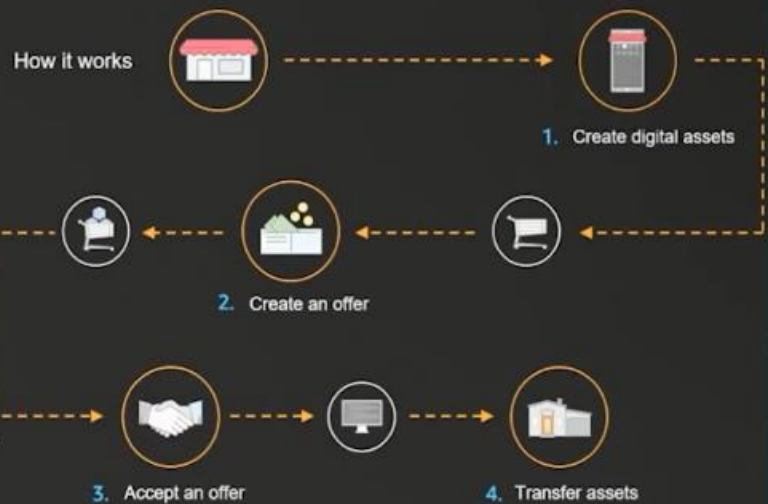 How it works
1. Create digital assets
2. Create an offer
3. Accept an offer
4. Transfer assets